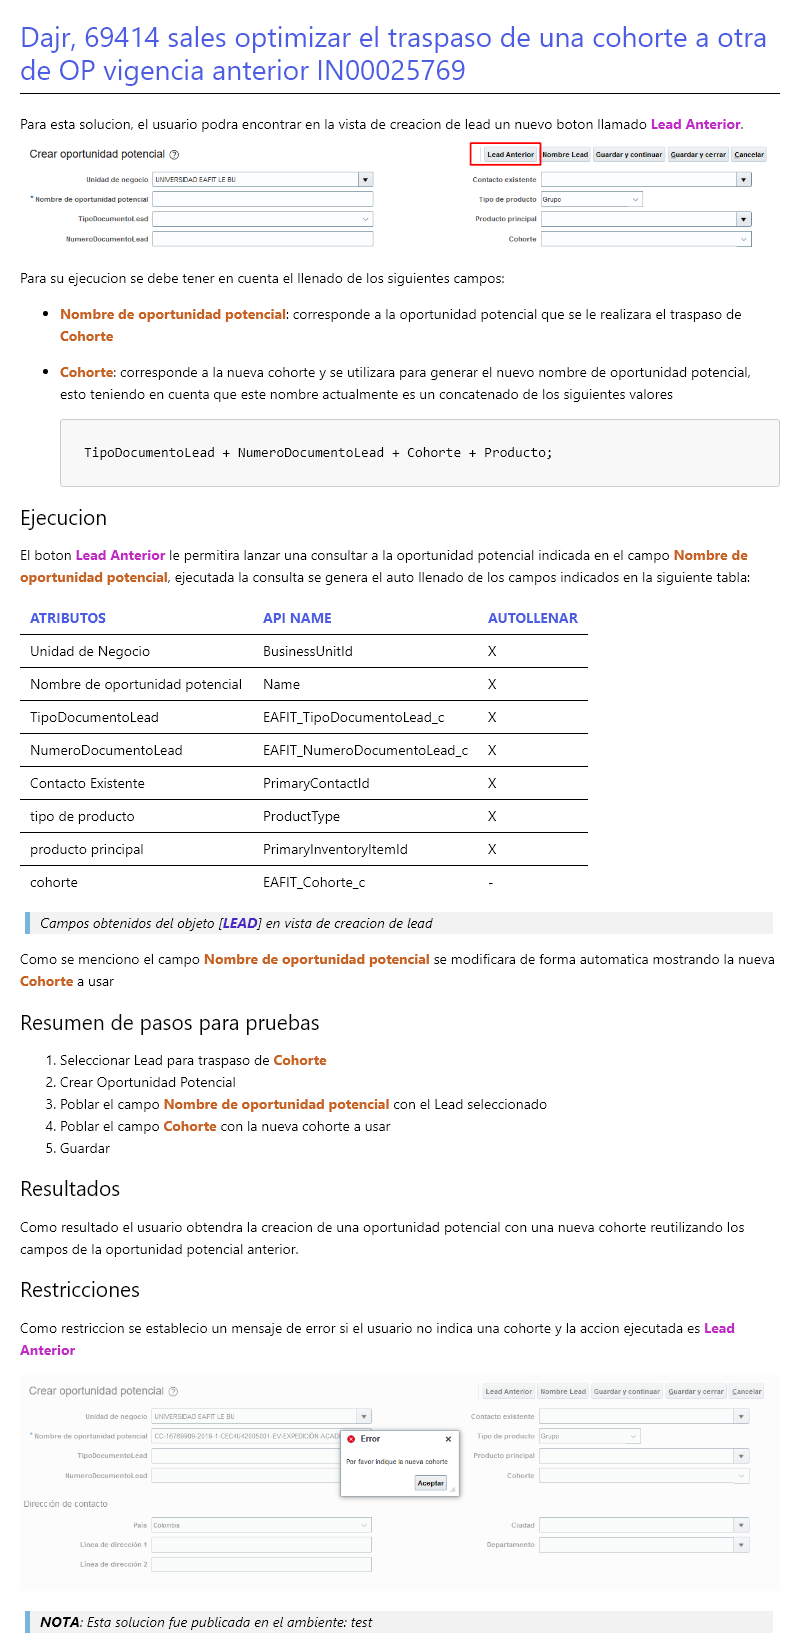 Dajr, 69414 sales optimizar el traspaso de una cohorte a otra
de OP vigencia anterior IN00025769
Para esta solucion, el usuario podra encontrar en la vista de creacion de lead un nuevo boton llamado Lead Anterior.
Crear oportunidad potencial ?
Lead Anterior Nombre Lead Guardar y continuar Guardar y cerrar Cancelar
Unidad de negocio UNIVERSIDAD EAFIT LE BU Contacto existente
* Nombre de oportunidad potencial Tipo de producto Grupo
TipoDocumentoLead Producto principal
NumeroDocumentoLead Cohorte
Para su ejecucion se debe tener en cuenta el llenado de los siguientes campos:
• Nombre de oportunidad potencial: corresponde a la oportunidad potencial que se le realizara el traspaso de
Cohorte
• Cohorte: corresponde a la nueva cohorte y se utilizara para generar el nuevo nombre de oportunidad potencial,
esto teniendo en cuenta que este nombre actualmente es un concatenado de los siguientes valores
TipoDocumentoLead + NumeroDocumentoLead + Cohorte + Producto;
Ejecucion
El boton Lead Anterior le permitira lanzar una consultar a la oportunidad potencial indicada en el campo Nombre de
oportunidad potencial, ejecutada la consulta se genera el auto llenado de los campos indicados en la siguiente tabla:
ATRIBUTOS API NAME AUTOLLENAR
Unidad de Negocio BusinessUnitId X
Nombre de oportunidad potencial Name X
TipoDocumentoLead EAFIT_TipoDocumentoLead_c X
NumeroDocumentoLead EAFIT_NumeroDocumentoLead_c X
Contacto Existente PrimaryContactId X
tipo de producto ProductType X
producto principal PrimaryInventoryItemId X
cohorte EAFIT_Cohorte_c -
Campos obtenidos del objeto [LEAD] en vista de creacion de lead
Como se menciono el campo Nombre de oportunidad potencial se modificara de forma automatica mostrando la nueva
Cohorte a usar
Resumen de pasos para pruebas
1. Seleccionar Lead para traspaso de Cohorte
2. Crear Oportunidad Potencial
3. Poblar el campo Nombre de oportunidad potencial con el Lead seleccionado
4. Poblar el campo Cohorte con la nueva cohorte a usar
5. Guardar
Resultados
Como resultado el usuario obtendra la creacion de una oportunidad potencial con una nueva cohorte reutilizando los
campos de la oportunidad potencial anterior.
Restricciones
Como restriccion se establecio un mensaje de error si el usuario no indica una cohorte y la accion ejecutada es Lead
Anterior
Crear oportunidad potencial ?
Lead Anterior Nombre Lead Guardar y continuar Guardar y cerrar Cancelar
Unidad de negocio UNIVERSIDAD EAFIT LE BU Contacto existente
* Nombre de oportunidad potencial CC-16789909-2019-1-CEC4U42005001-EV-EXPEDICIÓN Tipo de producto Grupo
TipoDocumentoLead Producto principal
NumeroDocumentoLead Cohorte
Error
Por favor indique la nueva cohorte
Aceptar
Dirección de contacto
País Colombia Ciudad
Línea de dirección 1 Departamento
Línea de dirección 2
NOTA: Esta solucion fue publicada en el ambiente: test